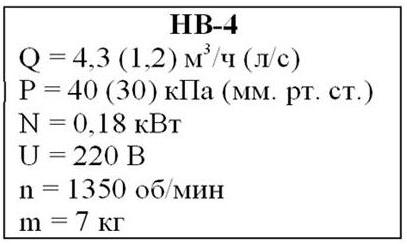 НВ-4
Q = 4,3 (1,2) м³/ч (л/с)
P = 40 (30) кПа (мм. рт. ст.)
N = 0,18 кВт
U = 220 В
n = 1350 об/мин
m = 7 кг